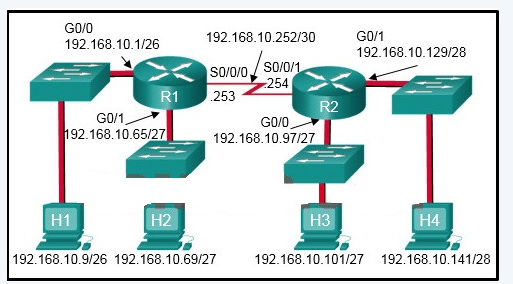 G0/0
192.168.10.1/26
192.168.10.252/30
G0/1
192.168.10.129/28
S0/0/0
S0/0/1
.254
.253
R1
R2
G0/1
192.168.10.65/27
G0/0
192.168.10.97/27
H1
H2
H3
H4
192.168.10.9/26
192.168.10.69/27
192.168.10.101/27
192.168.10.141/28